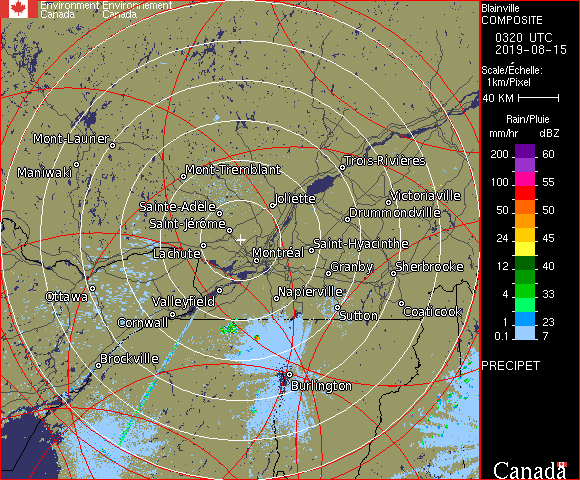 Environment Environnement
Canada Canada
Blainville
COMPOSITE
0320 UTC
2019-08-15
Scale/Échelle:
1km/Pixel
40 KM
Rain/Pluie
mm/hr dBZ
200 60
100 55
50 50
24 45
12 40
4 33
1 23
0.1 7
PRECIPET
Canada
Mont-Laurier
Maniwaki
Mont-Tremblant
Trois-Rivières
Joliette
Victoriaville
Sainte-Adèle
Drummondville
Saint-Jérôme
Saint-Hyacinthe
Lachute
Montréal
Granby
Sherbrooke
Ottawa
Valleyfield
Napierville
Cornwall
Sutton
Coaticook
Brockville
Burlington